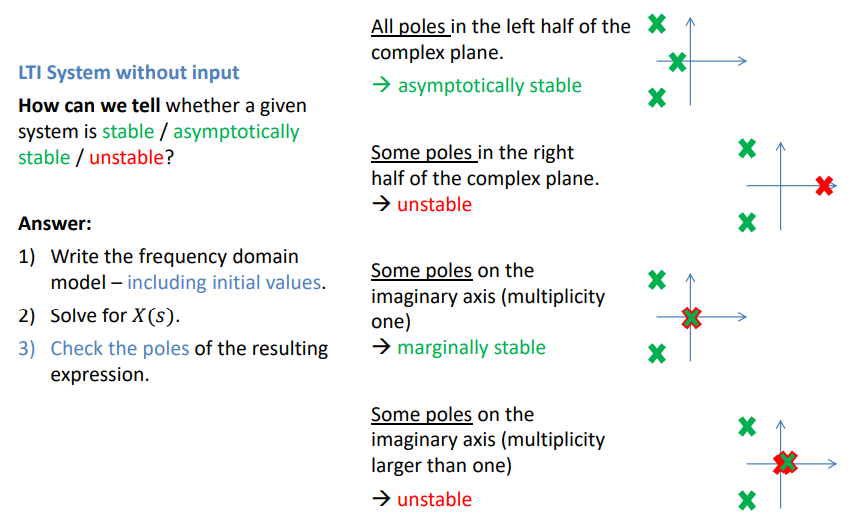 LTI System without input
How can we tell whether a given
system is stable / asymptotically
stable / unstable?
Answer:
1) Write the frequency domain
model – including initial values.
2) Solve for X(s).
3) Check the poles of the resulting
expression.
All poles in the left half of the
complex plane.
→ asymptotically stable
Some poles in the right
half of the complex plane.
→ unstable
Some poles on the
imaginary axis (multiplicity
one)
→ marginally stable
Some poles on the
imaginary axis (multiplicity
larger than one)
→ unstable